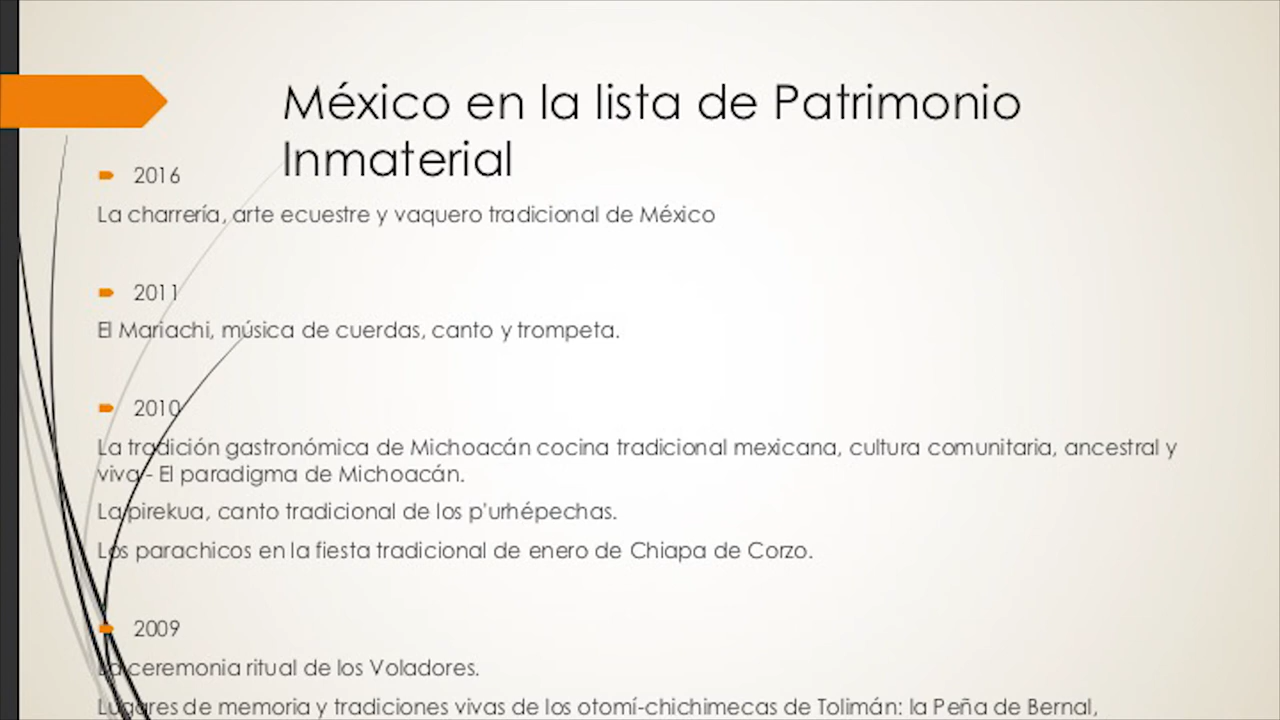 México en la lista de Patrimonio
Inmaterial
2016
La charrería, arte ecuestre y vaquero tradicional de México
2011
El Mariachi, música de cuerdas, canto y trompeta.
2010
La tradición gastronómica de Michoacán cocina tradicional mexicana, cultura comunitaria, ancestral y
viva - El paradigma de Michoacán.
La pirekua, canto tradicional de los p'urhépechas.
Los parachicos en la fiesta tradicional de enero de Chiapa de Corzo.
2009
La ceremonia ritual de los Voladores.
Lugares de memoria y tradiciones vivas de los otomí-chichimecas de Tolimán: la Peña de Bernal,